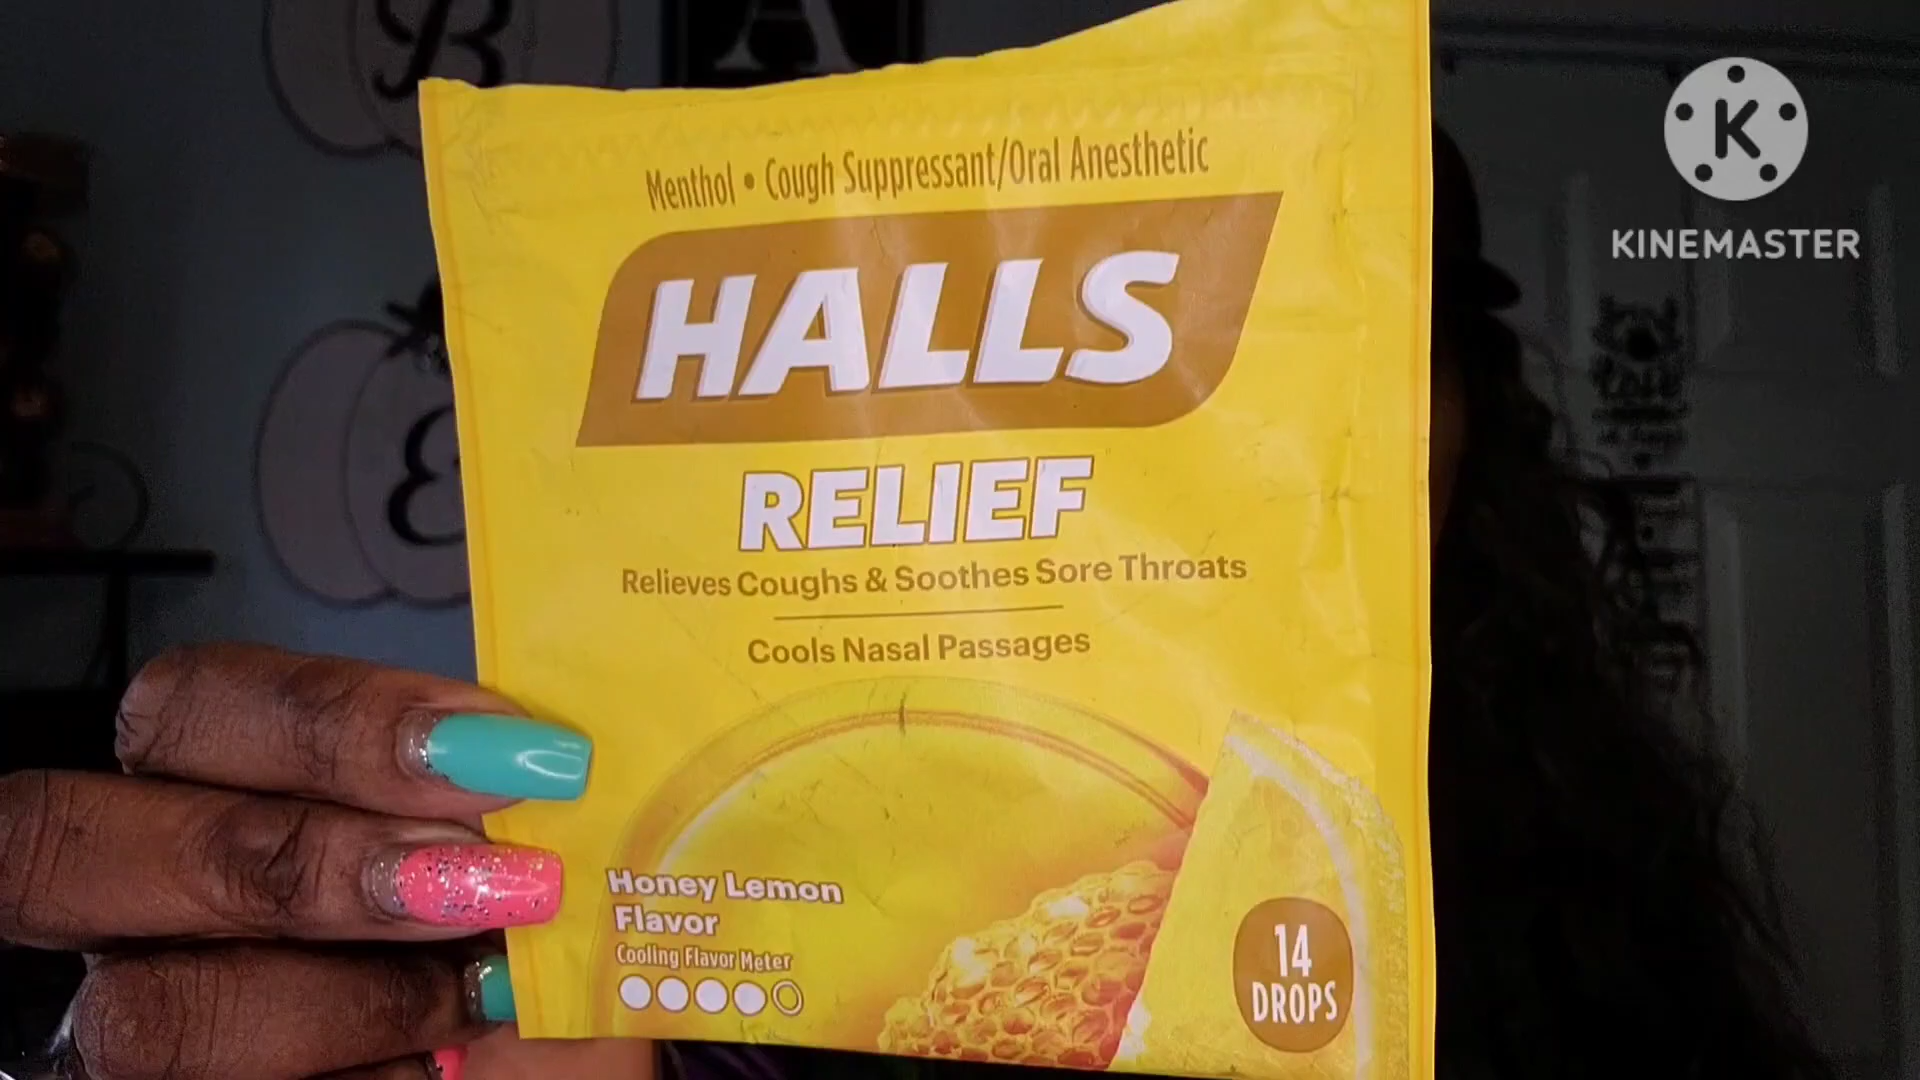 B
A
K
KINEMASTER
Menthol • Cough Suppressant/Oral Anesthetic
HALLS
RELIEF
Relieves Coughs & Soothes Sore Throats
Cools Nasal Passages
Honey Lemon
Flavor
Cooling Flavor Meter
14
DROPS